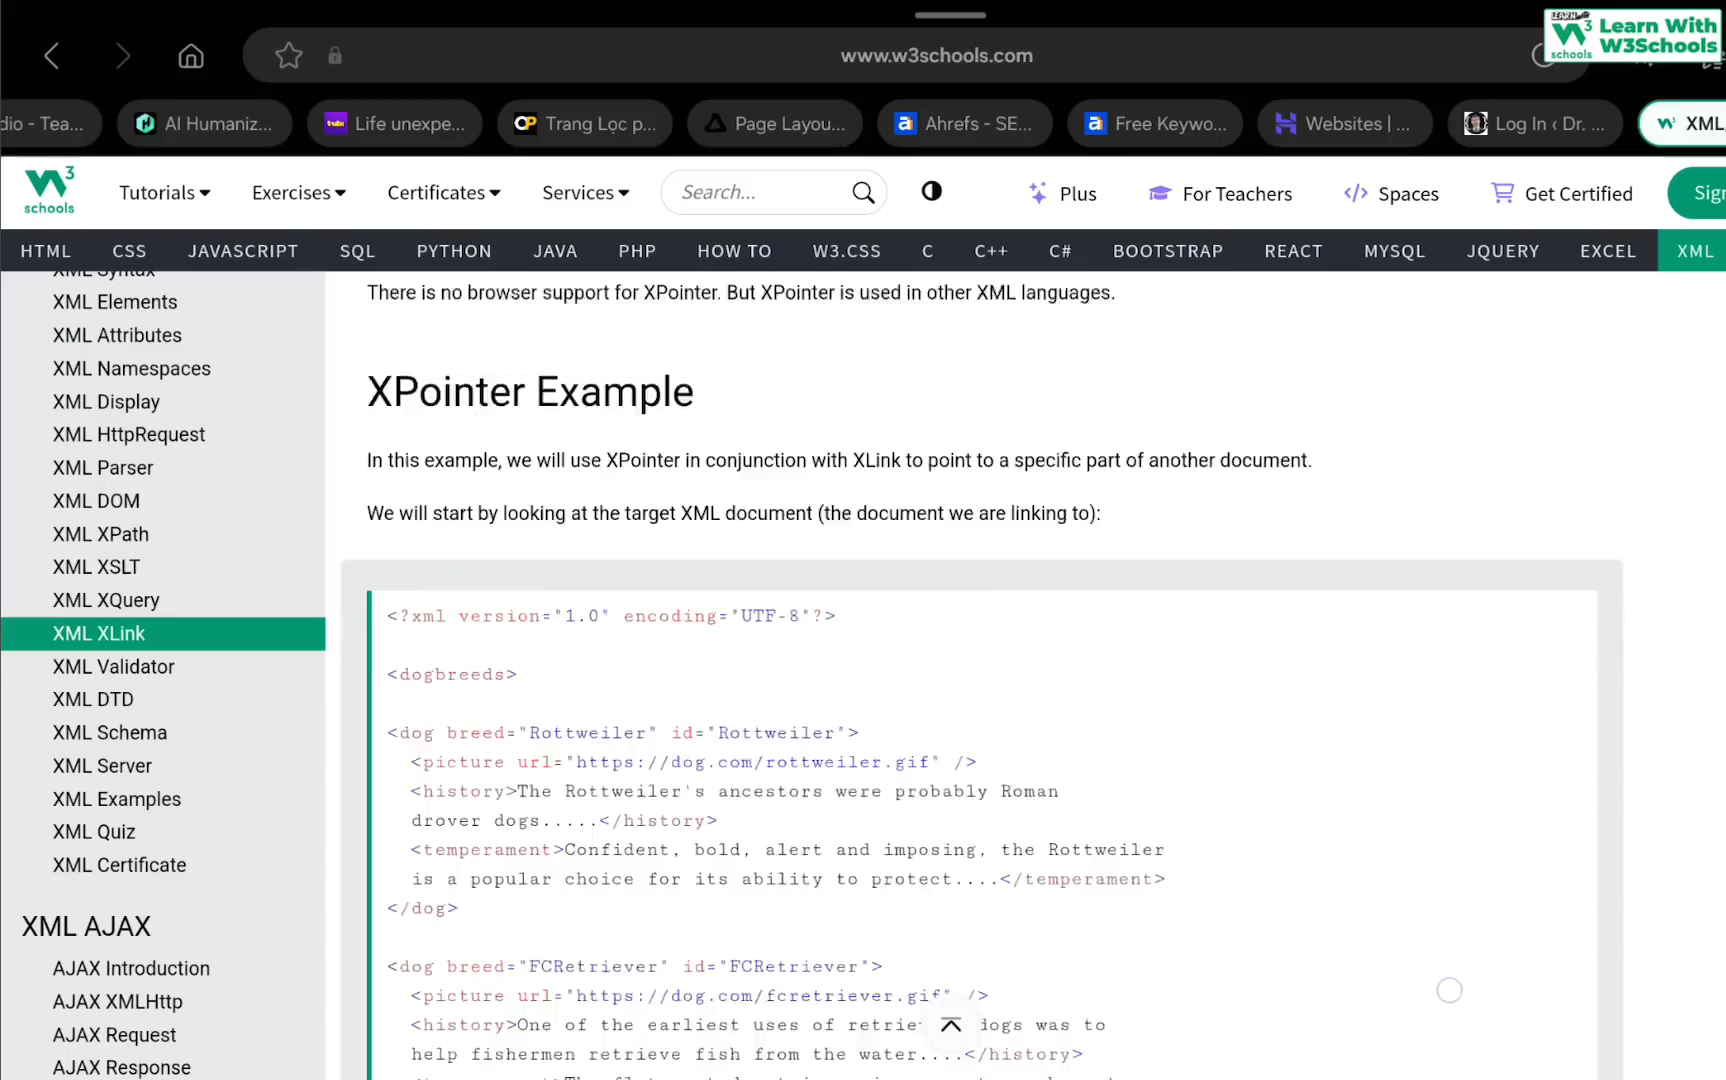 www.w3schools.com
LEARN
W3 schools
Learn With
W3Schools
dio - Tea...
AI Humaniz...
twin Life unexpe...
OP Trang Lọc p...
Page Layou...
a Ahrefs - SE...
a Free Keywo...
Websites | ...
Log In ‹ Dr. ...
W3 XML
W3 schools
Tutorials
Exercises
Certificates
Services
Search...
Plus
For Teachers
Spaces
Get Certified
Sig
HTML CSS JAVASCRIPT SQL PYTHON JAVA PHP HOW TO W3.CSS C C++ C# BOOTSTRAP REACT MYSQL JQUERY EXCEL XML
XML Syntax
XML Elements
XML Attributes
XML Namespaces
XML Display
XML HttpRequest
XML Parser
XML DOM
XML XPath
XML XSLT
XML XQuery
XML XLink
XML Validator
XML DTD
XML Schema
XML Server
XML Examples
XML Quiz
XML Certificate
XML AJAX
AJAX Introduction
AJAX XMLHttp
AJAX Request
AJAX Response
There is no browser support for XPointer. But XPointer is used in other XML languages.
XPointer Example
In this example, we will use XPointer in conjunction with XLink to point to a specific part of another document.
We will start by looking at the target XML document (the document we are linking to):
<?xml version="1.0" encoding="UTF-8"?>
<dogbreeds>
<dog breed="Rottweiler" id="Rottweiler">
<picture url="https://dog.com/rottweiler.gif" />
<history>The Rottweiler's ancestors were probably Roman
drover dogs.....</history>
<temperament>Confident, bold, alert and imposing, the Rottweiler
is a popular choice for its ability to protect....</temperament>
</dog>
<dog breed="FCRetriever" id="FCRetriever">
<picture url="https://dog.com/fcretriever.gif" />
<history>One of the earliest uses of retrie dogs was to
help fishermen retrieve fish from the water....</history>